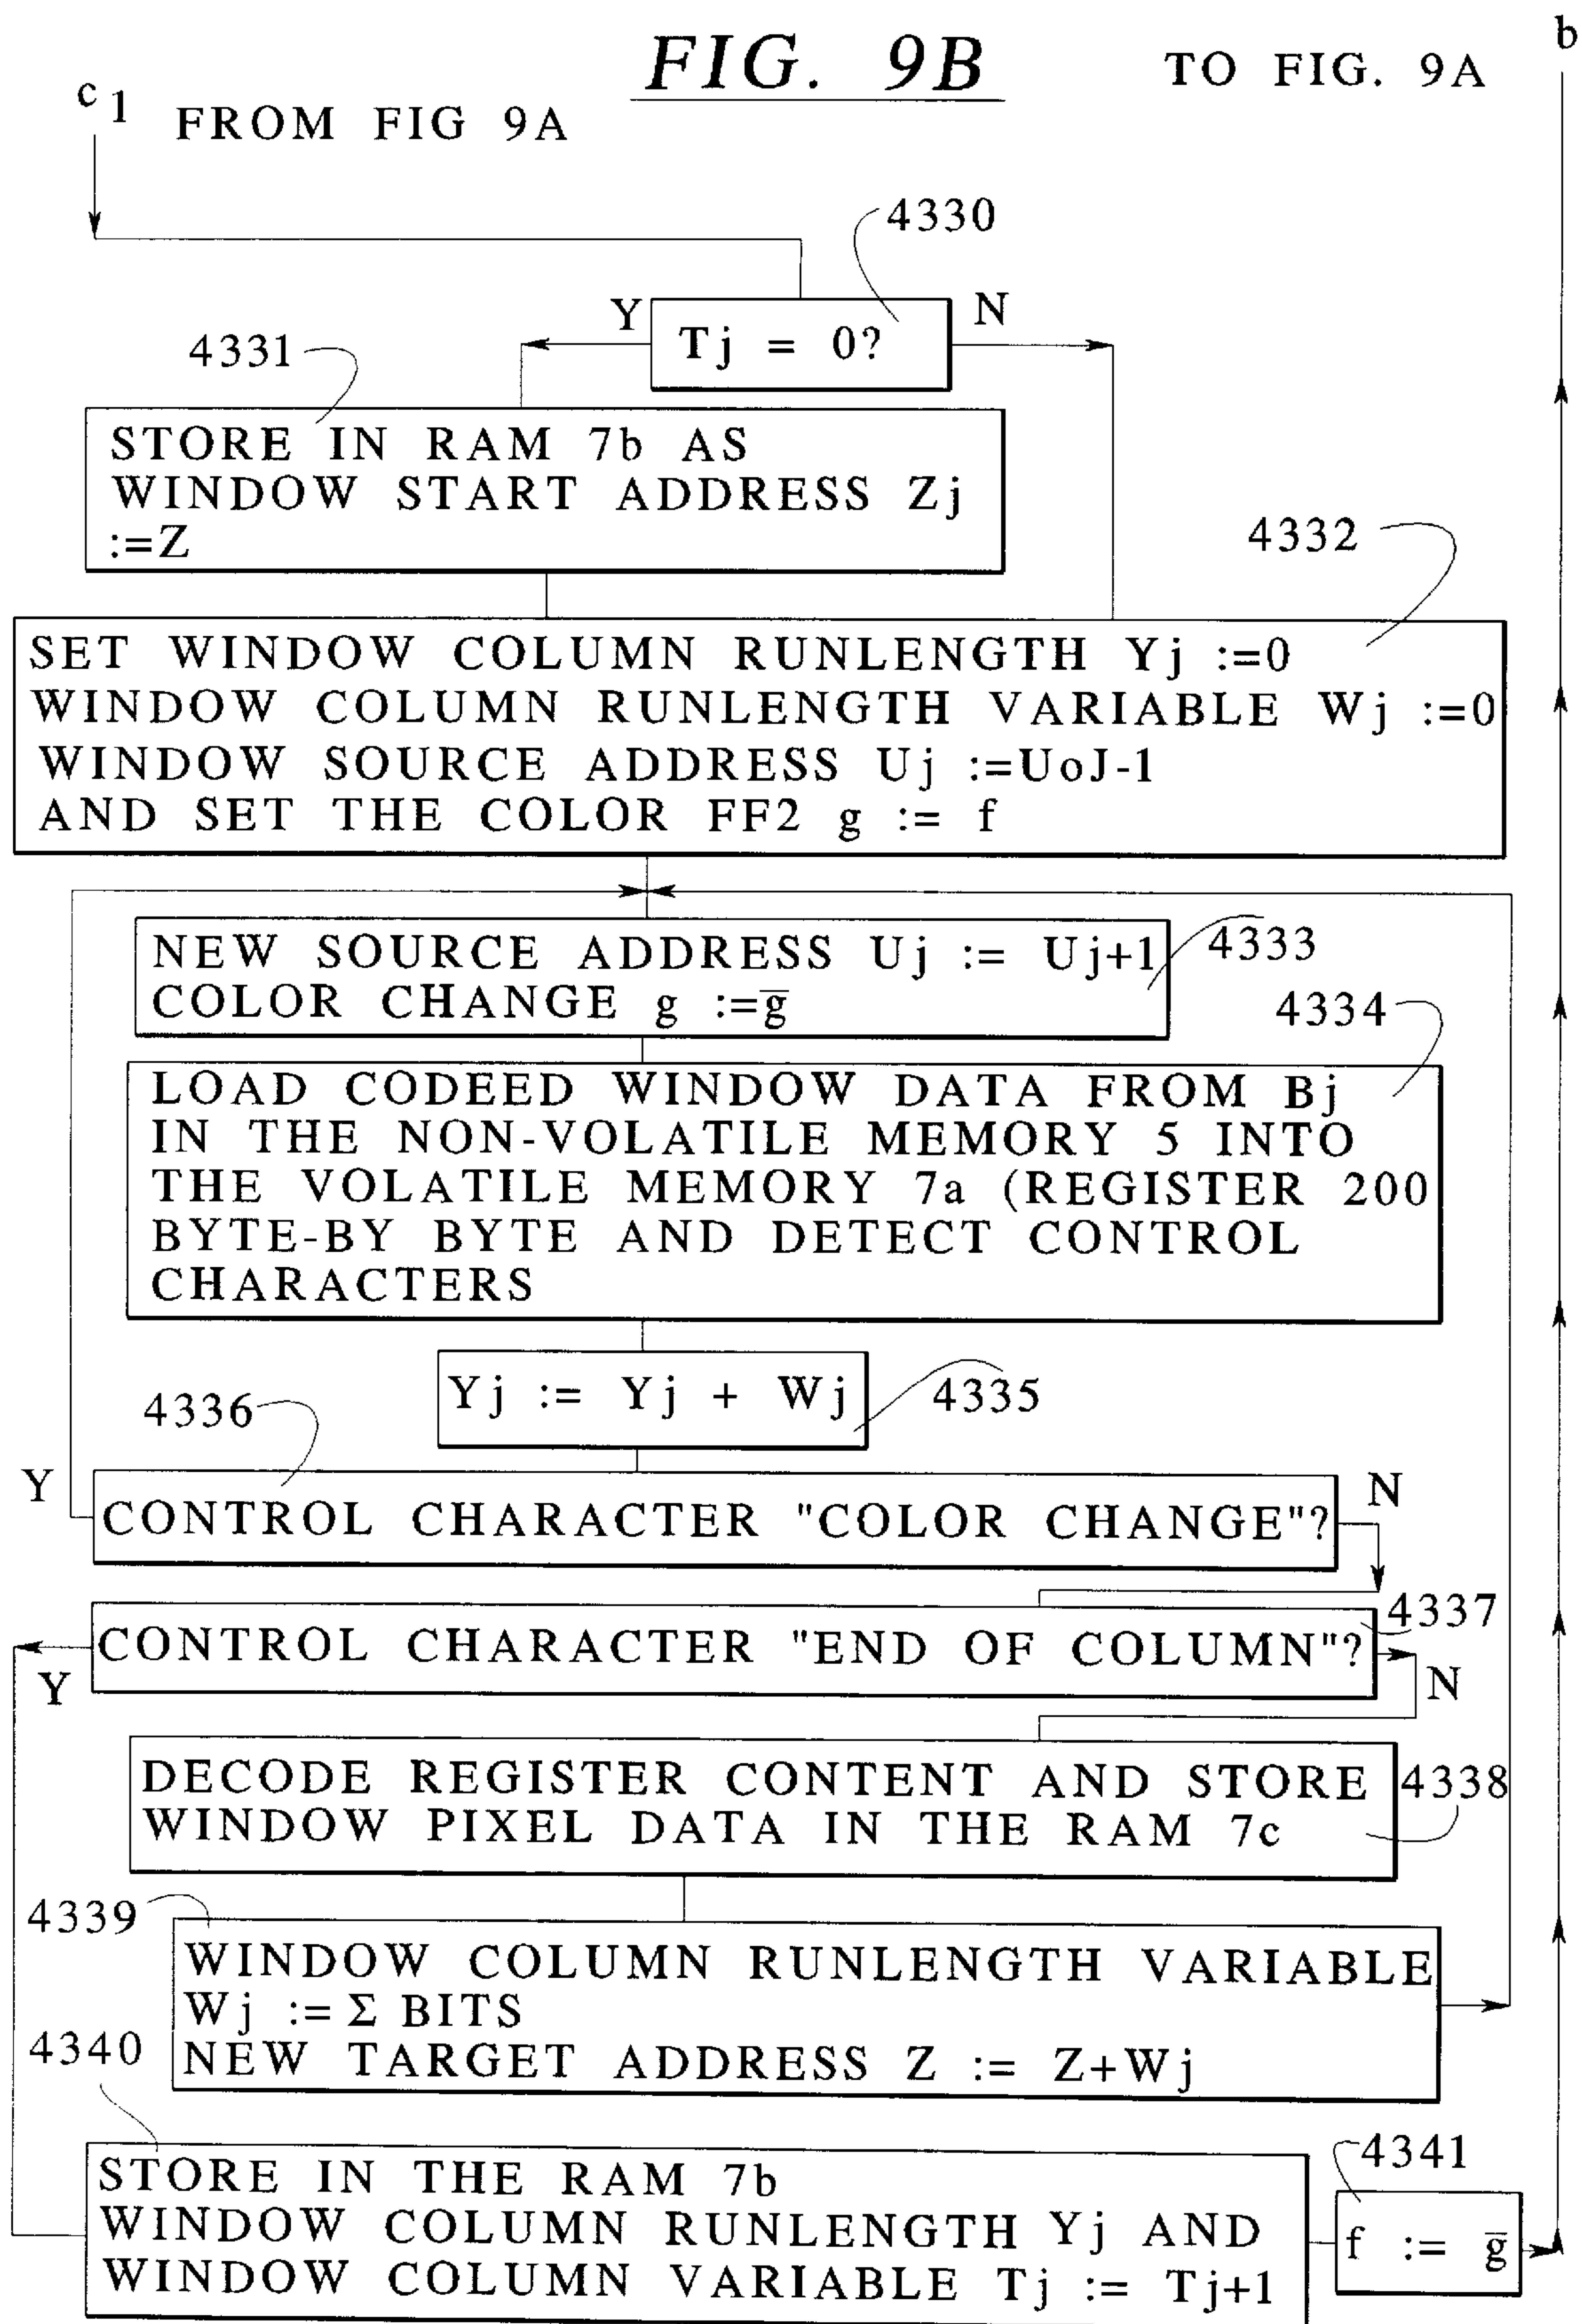 FIG. 9B
TO FIG. 9A
b
c1
FROM FIG 9A
4330
Y
Tj = 0?
N
4331
STORE IN RAM 7b AS
WINDOW START ADDRESS Zj
:=Z
4332
SET WINDOW COLUMN RUNLENGTH Yj :=0
WINDOW COLUMN RUNLENGTH VARIABLE Wj :=0
WINDOW SOURCE ADDRESS Uj :=UoJ-1
AND SET THE COLOR FF2 g := f
NEW SOURCE ADDRESS Uj := Uj+1
COLOR CHANGE g :=g̅
4333
4334
LOAD CODEED WINDOW DATA FROM Bj
IN THE NON-VOLATILE MEMORY 5 INTO
THE VOLATILE MEMORY 7a (REGISTER 200
BYTE-BY BYTE AND DETECT CONTROL
CHARACTERS
Yj := Yj + Wj
4335
4336
Y
CONTROL CHARACTER "COLOR CHANGE"?
N
4337
CONTROL CHARACTER "END OF COLUMN"?
Y
N
DECODE REGISTER CONTENT AND STORE
WINDOW PIXEL DATA IN THE RAM 7c
4338
4339
WINDOW COLUMN RUNLENGTH VARIABLE
Wj := Σ BITS
NEW TARGET ADDRESS Z := Z+Wj
4340
STORE IN THE RAM 7b
WINDOW COLUMN RUNLENGTH Yj AND
WINDOW COLUMN VARIABLE Tj := Tj+1
4341
f := g̅